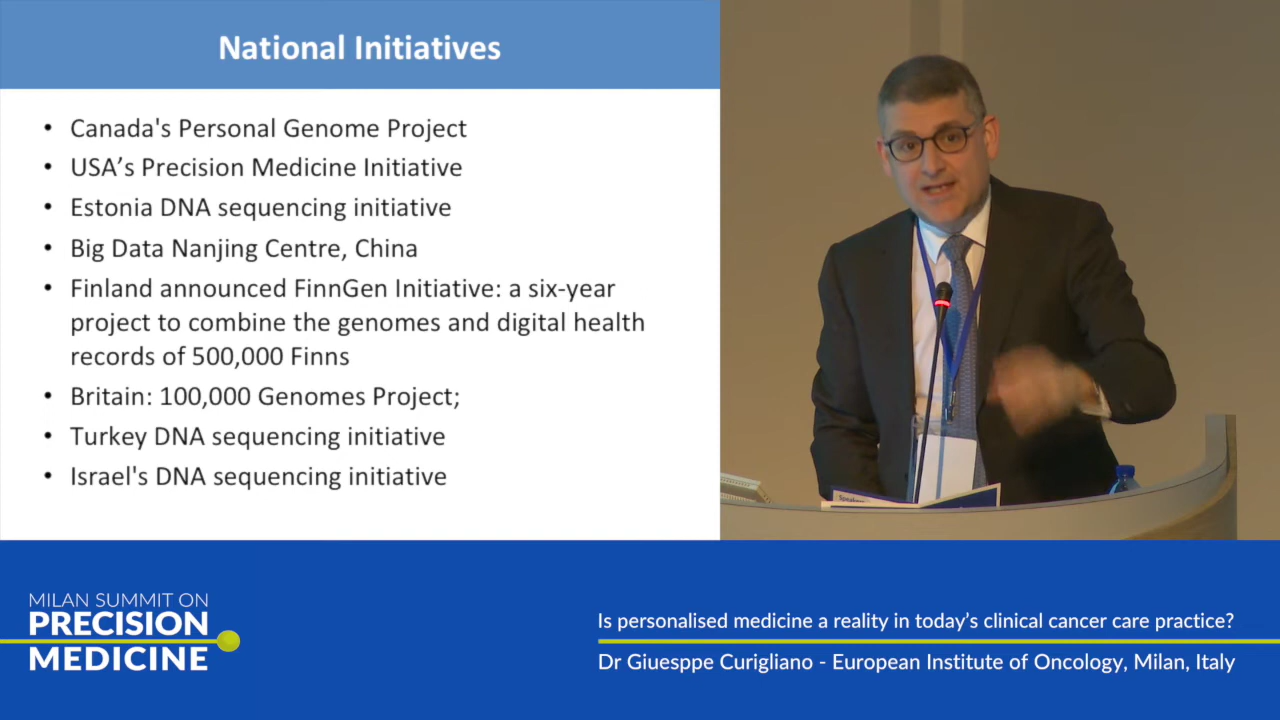 National Initiatives
• Canada's Personal Genome Project
• USA’s Precision Medicine Initiative
• Estonia DNA sequencing initiative
• Big Data Nanjing Centre, China
• Finland announced FinnGen Initiative: a six-year
project to combine the genomes and digital health
records of 500,000 Finns
• Britain: 100,000 Genomes Project;
• Turkey DNA sequencing initiative
• Israel's DNA sequencing initiative
Speakers
MILAN SUMMIT ON
PRECISION
MEDICINE
Is personalised medicine a reality in today’s clinical cancer care practice?
Dr Giuesppe Curigliano - European Institute of Oncology, Milan, Italy